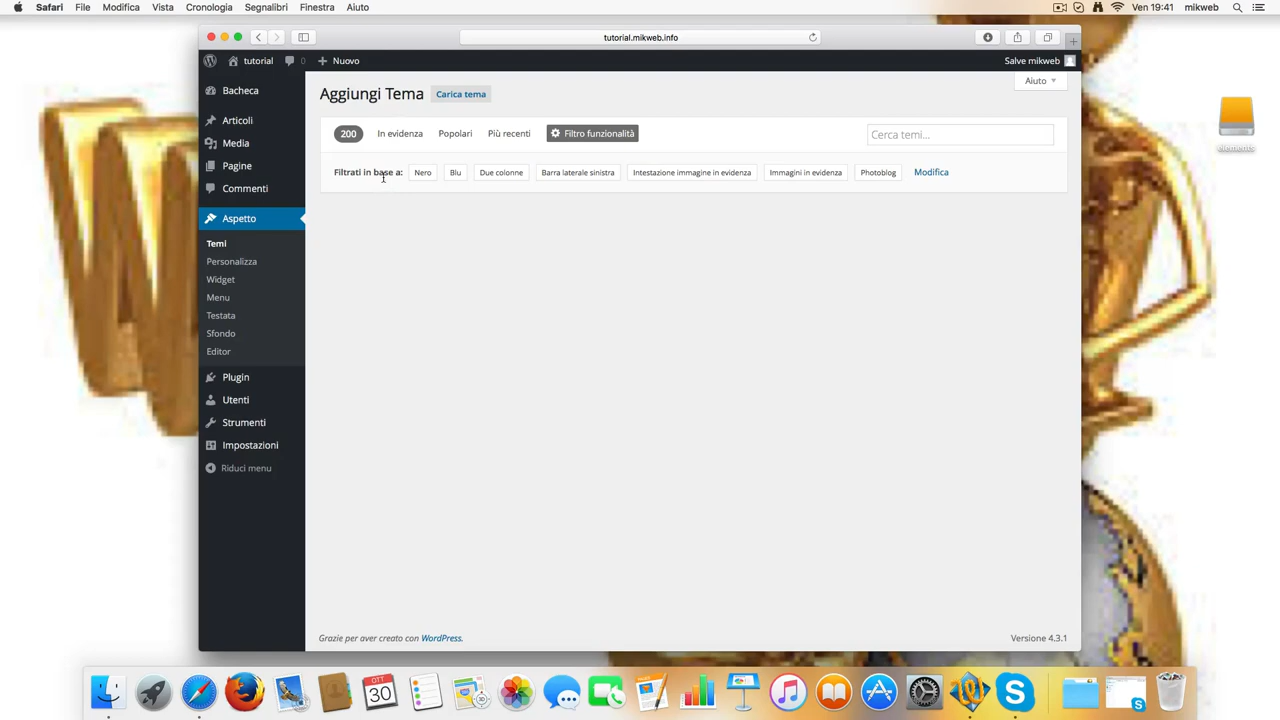 Safari File Modifica Vista Cronologia Segnalibri Finestra Aiuto Ven 19:41 mikweb
tutorial.mikweb.info
tutorial 0 Nuovo Salve mikweb
Bacheca
Articoli
Media
Pagine
Commenti
Aspetto
Temi
Personalizza
Widget
Menu
Testata
Sfondo
Editor
Plugin
Utenti
Strumenti
Impostazioni
Riduci menu
Aiuto
Aggiungi Tema Carica tema
200 In evidenza Popolari Più recenti Filtro funzionalità Cerca temi...
Filtrati in base a: Nero Blu Due colonne Barra laterale sinistra Intestazione immagine in evidenza Immagini in evidenza Photoblog Modifica
Grazie per aver creato con WordPress. Versione 4.3.1
elements
OTT
30